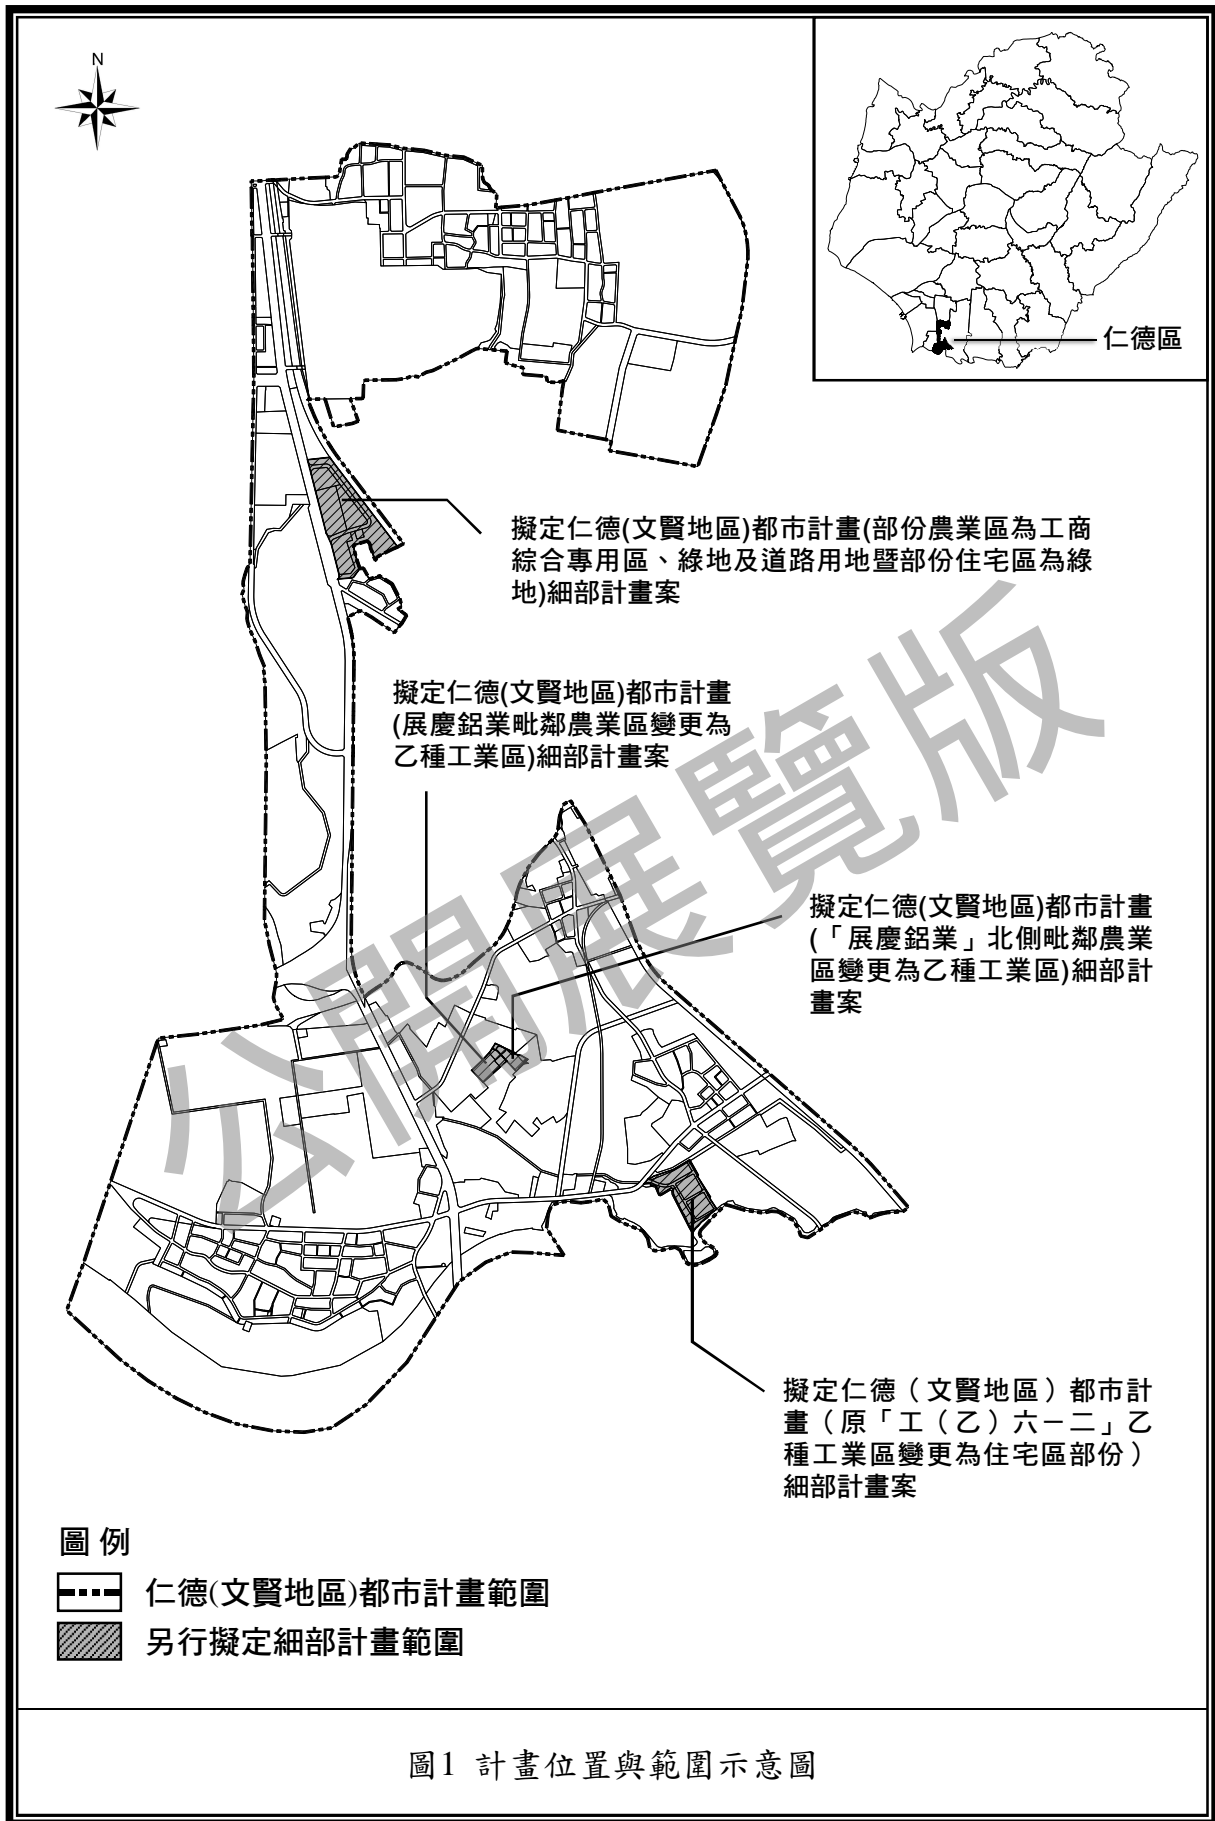 N
仁德區
擬定仁德(文賢地區)都市計畫(部份農業區為工商
綜合專用區、綠地及道路用地暨部份住宅區為綠
地)細部計畫案
擬定仁德(文賢地區)都市計畫
(展慶鋁業毗鄰農業區變更為
乙種工業區)細部計畫案
擬定仁德(文賢地區)都市計畫
(「展慶鋁業」北側毗鄰農業
區變更為乙種工業區)細部計
畫案
公開展覽版
擬定仁德（文賢地區）都市計
畫（原「工（乙）六－二」乙
種工業區變更為住宅區部份）
細部計畫案
圖例
仁德(文賢地區)都市計畫範圍
另行擬定細部計畫範圍
圖1 計畫位置與範圍示意圖